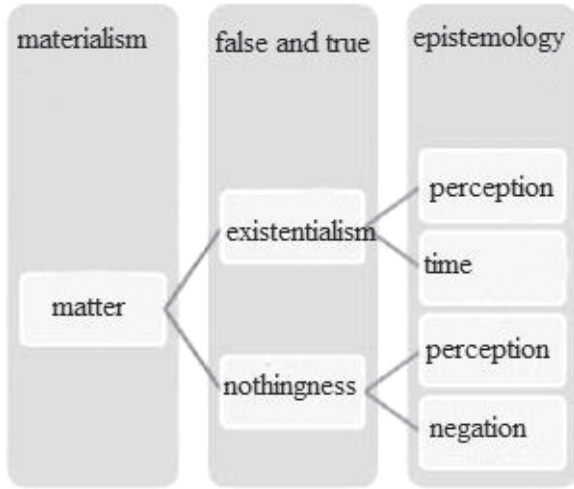 materialism
false and true
epistemology
perception
existentialism
time
matter
perception
nothingness
negation